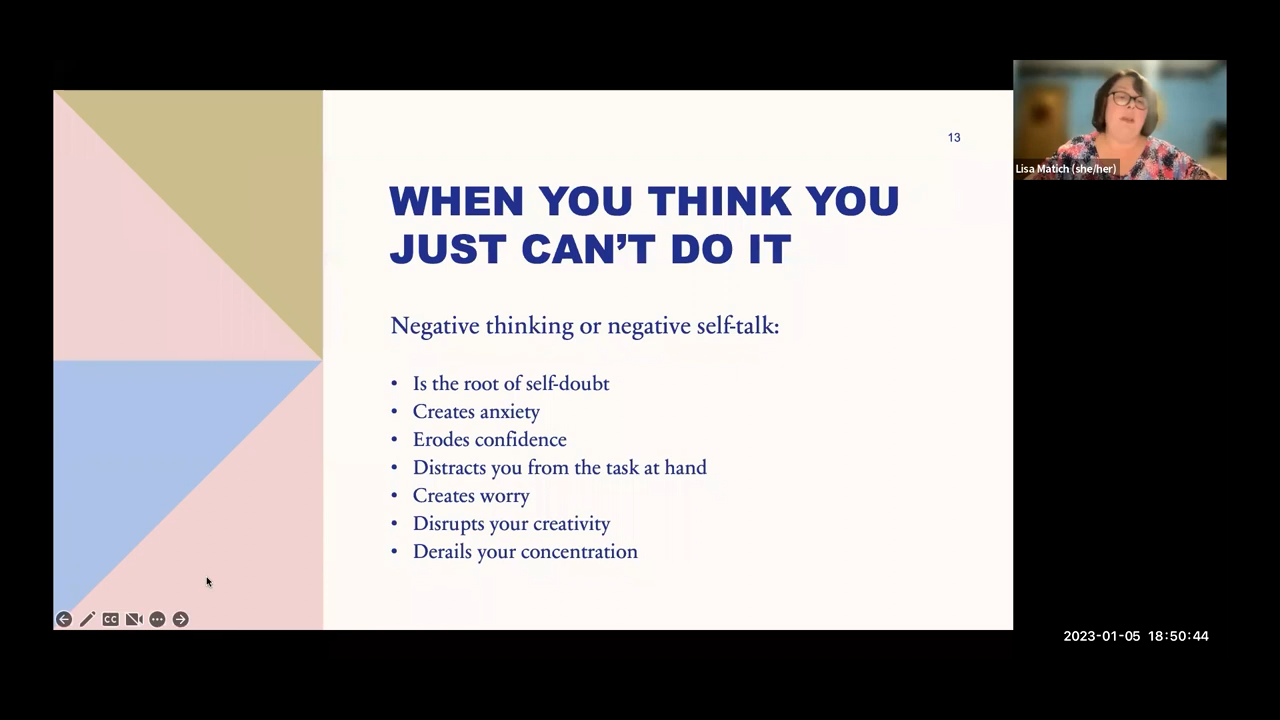 13
WHEN YOU THINK YOU
JUST CAN’T DO IT
Negative thinking or negative self-talk:
• Is the root of self-doubt
• Creates anxiety
• Erodes confidence
• Distracts you from the task at hand
• Creates worry
• Disrupts your creativity
• Derails your concentration
Lisa Matich (she/her)
CC
2023-01-05 18:50:44